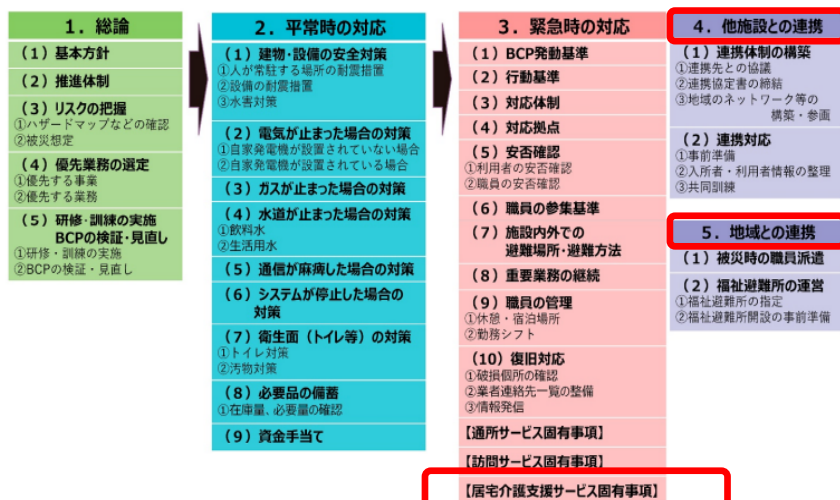 1．総論
（1）基本方針
（2）推進体制
（3）リスクの把握
①ハザードマップなどの確認
②被災想定
（4）優先業務の選定
①優先する事業
②優先する業務
（5）研修・訓練の実施
BCPの検証・見直し
①研修・訓練の実施
②BCPの検証・見直し
2．平常時の対応
（1）建物・設備の安全対策
①人が常駐する場所の耐震措置
②設備の耐震措置
③水害対策
（2）電気が止まった場合の対策
①自家発電機が設置されていない場合
②自家発電機が設置されている場合
（3）ガスが止まった場合の対策
（4）水道が止まった場合の対策
①飲料水
②生活用水
（5）通信が麻痺した場合の対策
（6）システムが停止した場合の
対策
（7）衛生面（トイレ等）の対策
①トイレ対策
②汚物対策
（8）必要品の備蓄
①在庫量、必要量の確認
（9）資金手当て
3．緊急時の対応
（1）BCP発動基準
（2）行動基準
（3）対応体制
（4）対応拠点
（5）安否確認
①利用者の安否確認
②職員の安否確認
（6）職員の参集基準
（7）施設内外での
避難場所・避難方法
（8）重要業務の継続
（9）職員の管理
①休憩・宿泊場所
②勤務シフト
（10）復旧対応
①破損個所の確認
②業者連絡先一覧の整備
③情報発信
【通所サービス固有事項】
【訪問サービス固有事項】
【居宅介護支援サービス固有事項】
4．他施設との連携
（1）連携体制の構築
①連携先との協議
②連携協定書の締結
③地域のネットワーク等の
構築・参画
（2）連携対応
①事前準備
②入所者・利用者情報の整理
③共同訓練
5．地域との連携
（1）被災時の職員派遣
（2）福祉避難所の運営
①福祉避難所の指定
②福祉避難所開設の事前準備